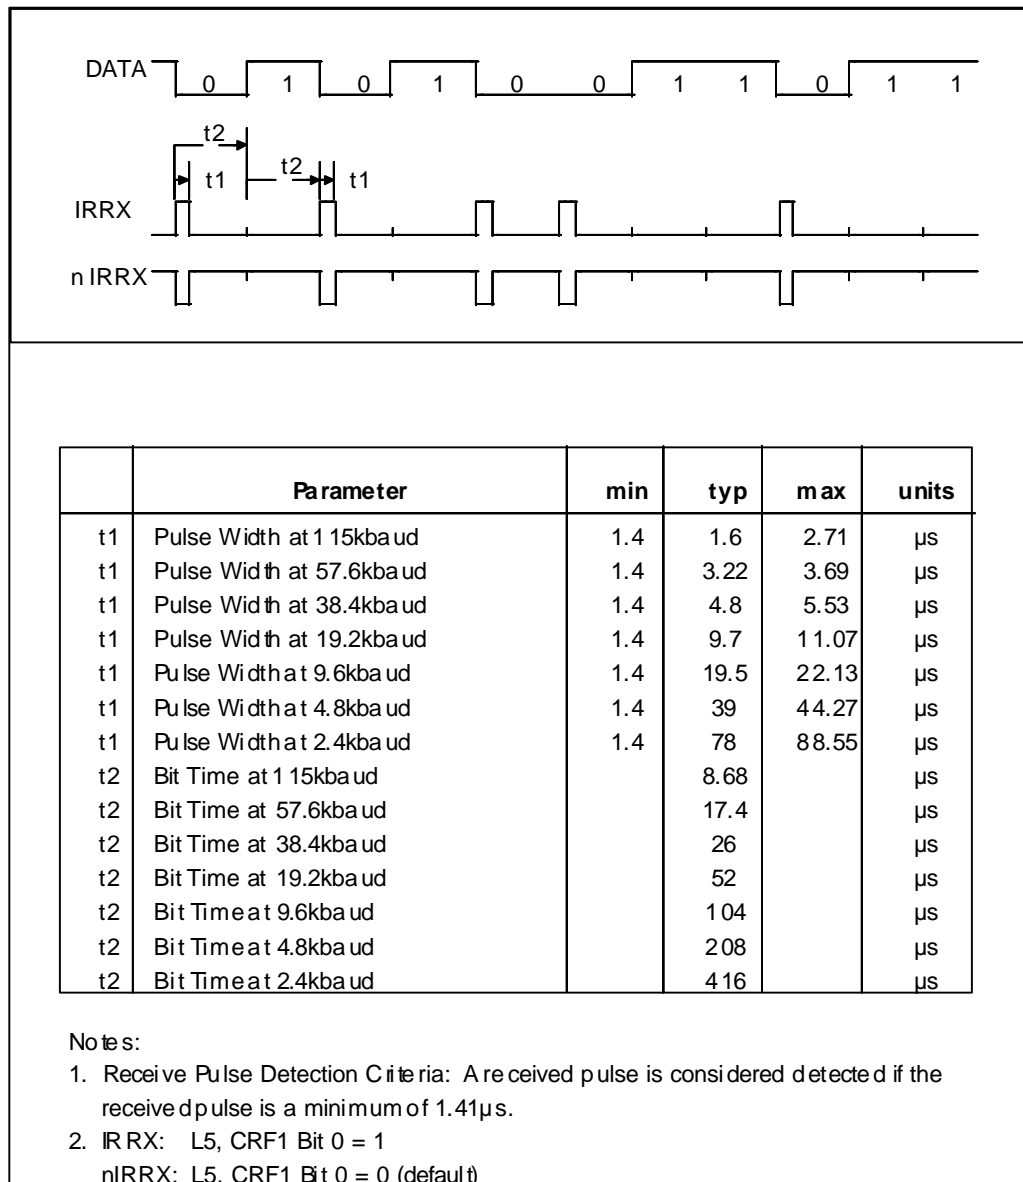 DATA 0 1 0 1 0 0 1 1 0 1 1
t2
t1 t2 t1
IRRX
nIRRX
Parameter min typ max units
t1 Pulse Width at 115kbaud 1.4 1.6 2.71 µs
t1 Pulse Width at 57.6kbaud 1.4 3.22 3.69 µs
t1 Pulse Width at 38.4kbaud 1.4 4.8 5.53 µs
t1 Pulse Width at 19.2kbaud 1.4 9.7 11.07 µs
t1 Pulse Width at 9.6kbaud 1.4 19.5 22.13 µs
t1 Pulse Width at 4.8kbaud 1.4 39 44.27 µs
t1 Pulse Width at 2.4kbaud 1.4 78 88.55 µs
t2 Bit Time at 115kbaud 8.68 µs
t2 Bit Time at 57.6kbaud 17.4 µs
t2 Bit Time at 38.4kbaud 26 µs
t2 Bit Time at 19.2kbaud 52 µs
t2 Bit Time at 9.6kbaud 104 µs
t2 Bit Time at 4.8kbaud 208 µs
t2 Bit Time at 2.4kbaud 416 µs
Notes:
1. Receive Pulse Detection Criteria: A received pulse is considered detected if the
received pulse is a minimum of 1.41µs.
2. IRRX: L5, CRF1 Bit 0 = 1
nIRRX: L5, CRF1 Bit 0 = 0 (default)